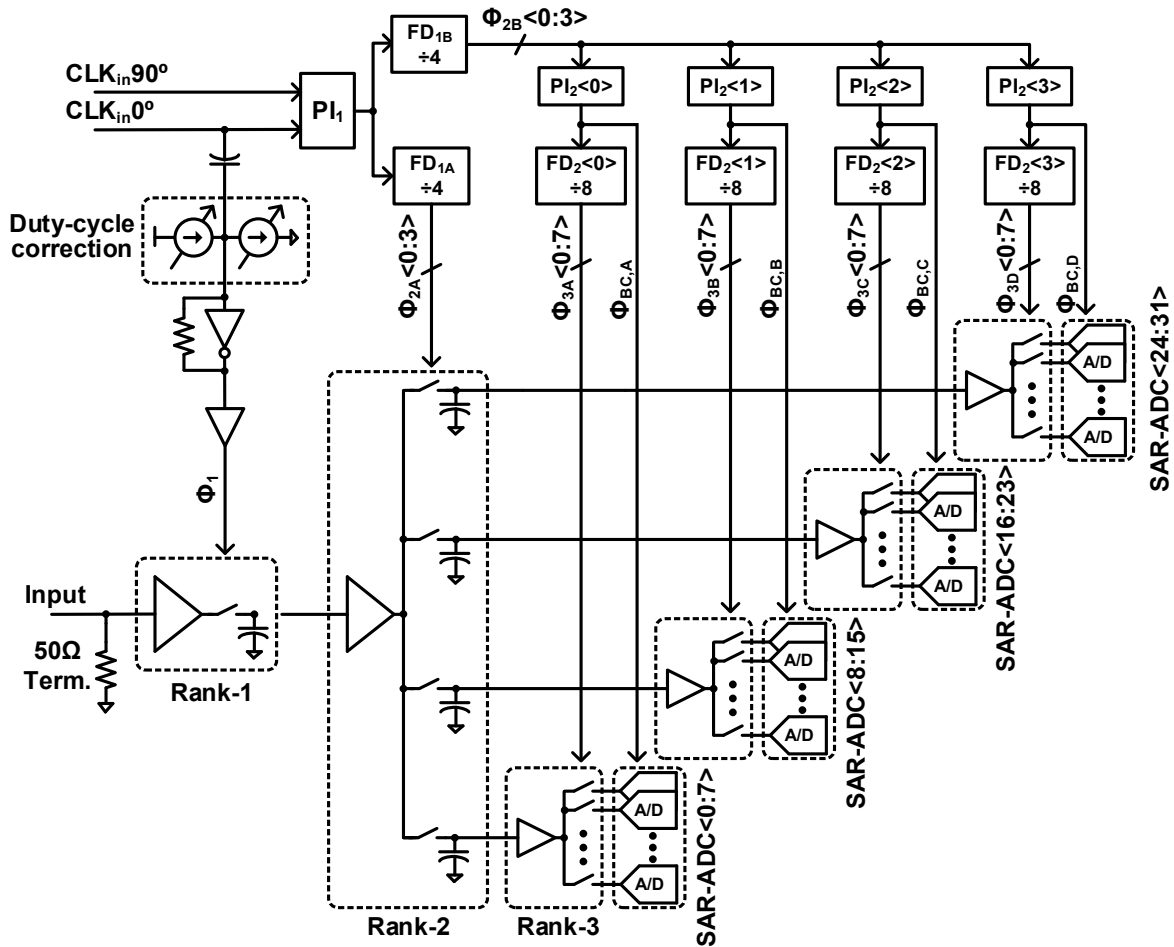 Φ2B<0:3>
FD1B
÷4
CLKin90º
CLKin0º
PI1
PI2<0>
PI2<1>
PI2<2>
PI2<3>
FD1A
÷4
FD2<0>
÷8
FD2<1>
÷8
FD2<2>
÷8
FD2<3>
÷8
Duty-cycle
correction
Φ2A<0:3>
Φ3A<0:7>
ΦBC,A
Φ3B<0:7>
ΦBC,B
Φ3C<0:7>
ΦBC,C
Φ3D<0:7>
ΦBC,D
A/D
A/D
SAR-ADC<24:31>
Φ1
A/D
A/D
SAR-ADC<16:23>
Input
50Ω
Term.
Rank-1
A/D
A/D
SAR-ADC<8:15>
A/D
A/D
SAR-ADC<0:7>
Rank-2
Rank-3